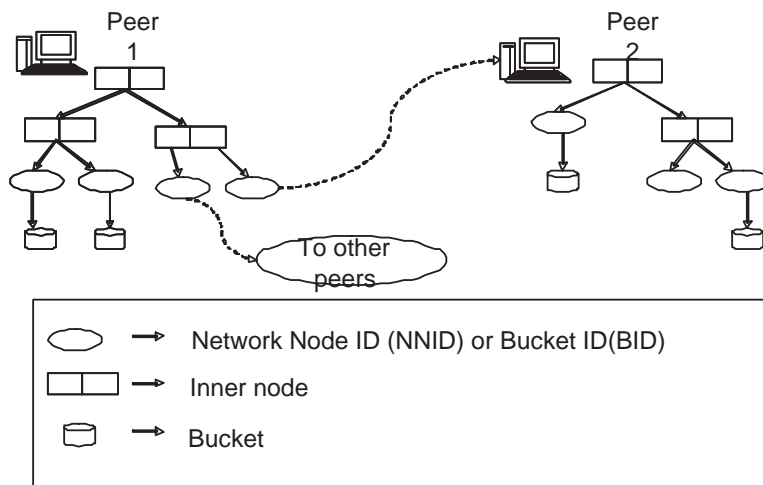 Peer
1
Peer
2
To other
peers
Network Node ID (NNID) or Bucket ID(BID)
Inner node
Bucket